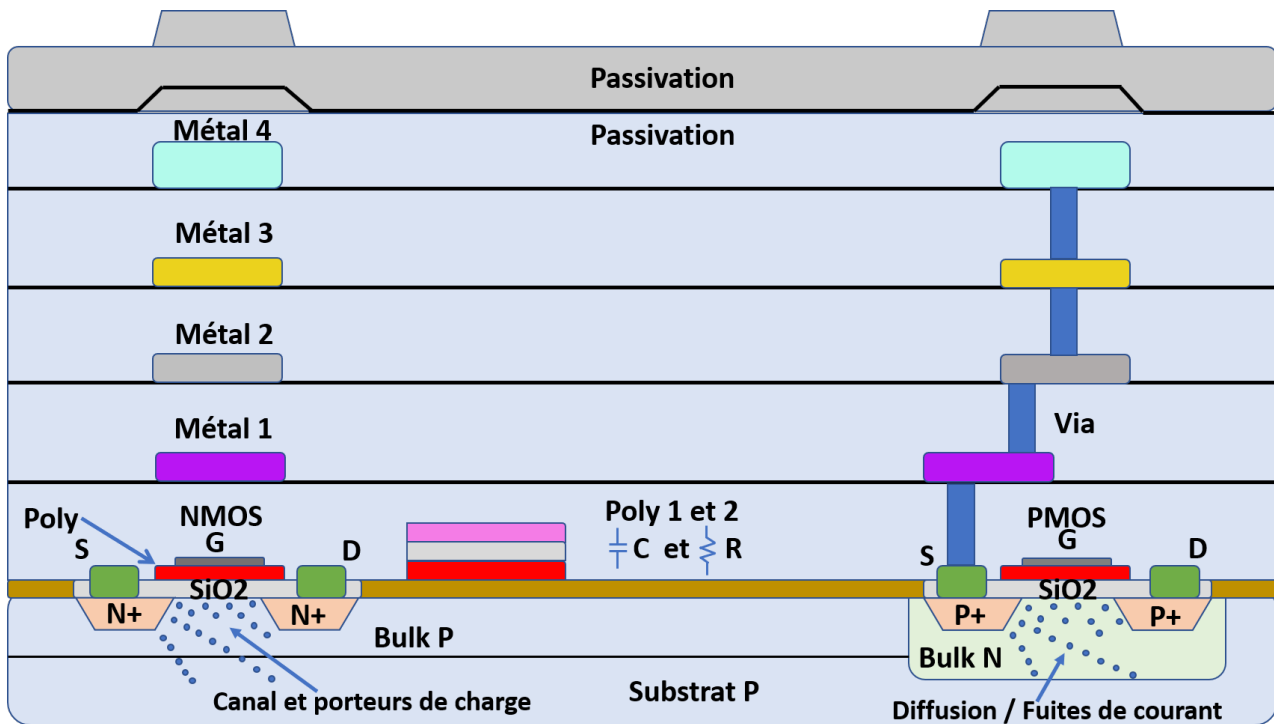 Passivation
Métal 4
Passivation
Métal 3
Métal 2
Métal 1
Via
Poly
NMOS
Poly 1 et 2
PMOS
S
G
D
C et R
S
G
D
SiO2
SiO2
N+
N+
P+
P+
Bulk P
Bulk N
Substrat P
Canal et porteurs de charge
Diffusion / Fuites de courant